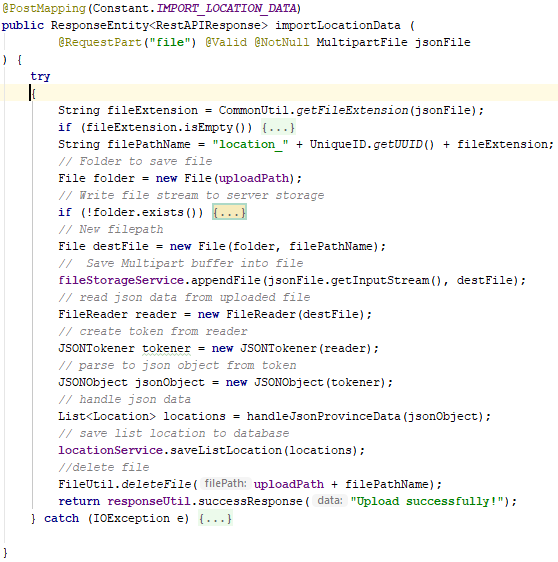 @PostMapping(Constant.IMPORT_LOCATION_DATA)
public ResponseEntity<RestAPIResponse> importLocationData (
        @RequestPart("file") @Valid @NotNull MultipartFile jsonFile
) {
    try
    {
        String fileExtension = CommonUtil.getFileExtension(jsonFile);
        if (fileExtension.isEmpty()) {...}
        String filePathName = "location_" + UniqueID.getUUID() + fileExtension;
        // Folder to save file
        File folder = new File(uploadPath);
        // Write file stream to server storage
        if (!folder.exists()) {...}
        // New filepath
        File destFile = new File(folder, filePathName);
        //  Save Multipart buffer into file
        fileStorageService.appendFile(jsonFile.getInputStream(), destFile);
        // read json data from uploaded file
        FileReader reader = new FileReader(destFile);
        // create token from reader
        JSONTokener tokener = new JSONTokener(reader);
        // parse to json object from token
        JSONObject jsonObject = new JSONObject(tokener);
        // handle json data
        List<Location> locations = handleJsonProvinceData(jsonObject);
        // save list location to database
        locationService.saveListLocation(locations);
        //delete file
        FileUtil.deleteFile( filePath: uploadPath + filePathName);
        return responseUtil.successResponse( data: "Upload successfully!");
    } catch (IOException e) {...}
}